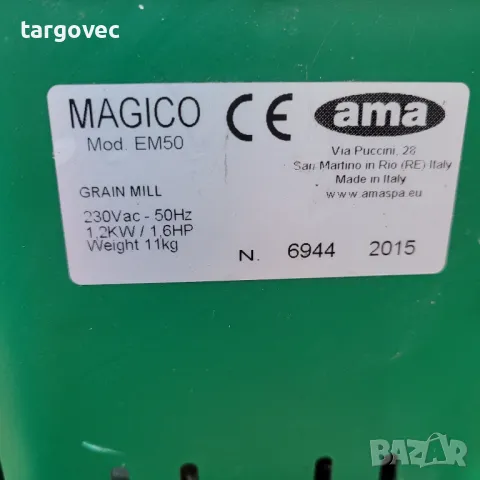 targovec
MAGICO
Mod. EM50
CE
ama
Via Puccini, 28
San Martino in Rio (RE) Italy
Made in Italy
www.amaspa.eu
GRAIN MILL
230Vac - 50Hz
1,2KW / 1,6HP
Weight 11kg
N. 6944 2015
BAZAR